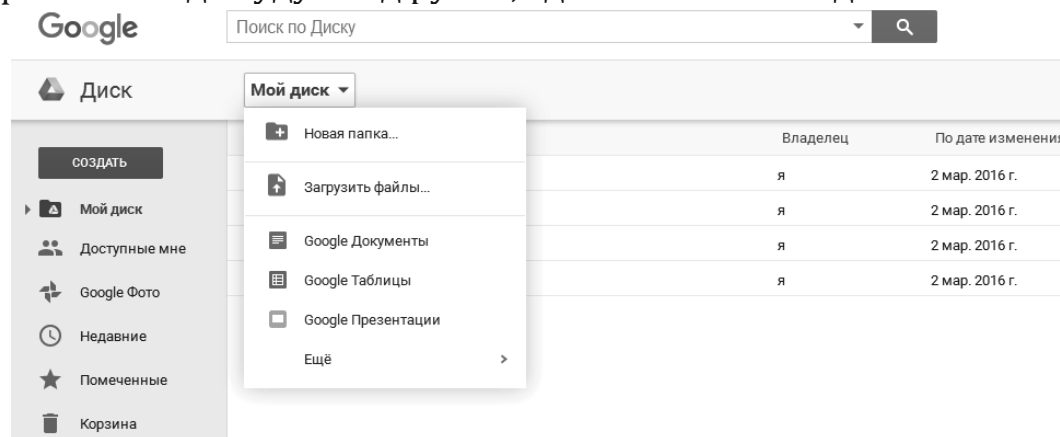 Google
Поиск по Диску
Диск
Мой диск
Новая папка...
Владелец
По дате изменения
СОЗДАТЬ
Загрузить файлы...
я
2 мар. 2016 г.
Мой диск
я
2 мар. 2016 г.
Доступные мне
Google Документы
я
2 мар. 2016 г.
Google Фото
Google Таблицы
я
2 мар. 2016 г.
Google Презентации
Недавние
Ещё
Помеченные
Корзина